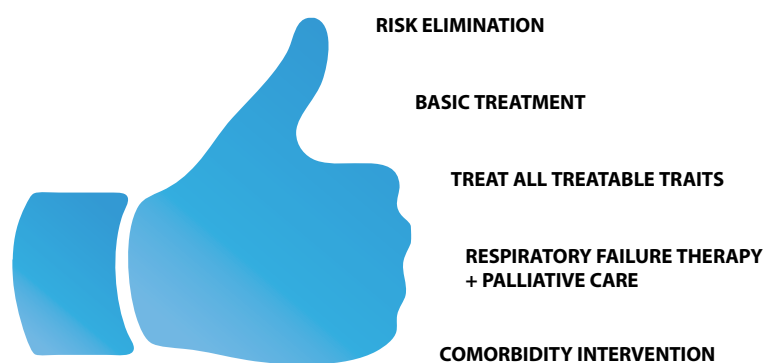 RISK ELIMINATION
BASIC TREATMENT
TREAT ALL TREATABLE TRAITS
RESPIRATORY FAILURE THERAPY
+ PALLIATIVE CARE
COMORBIDITY INTERVENTION